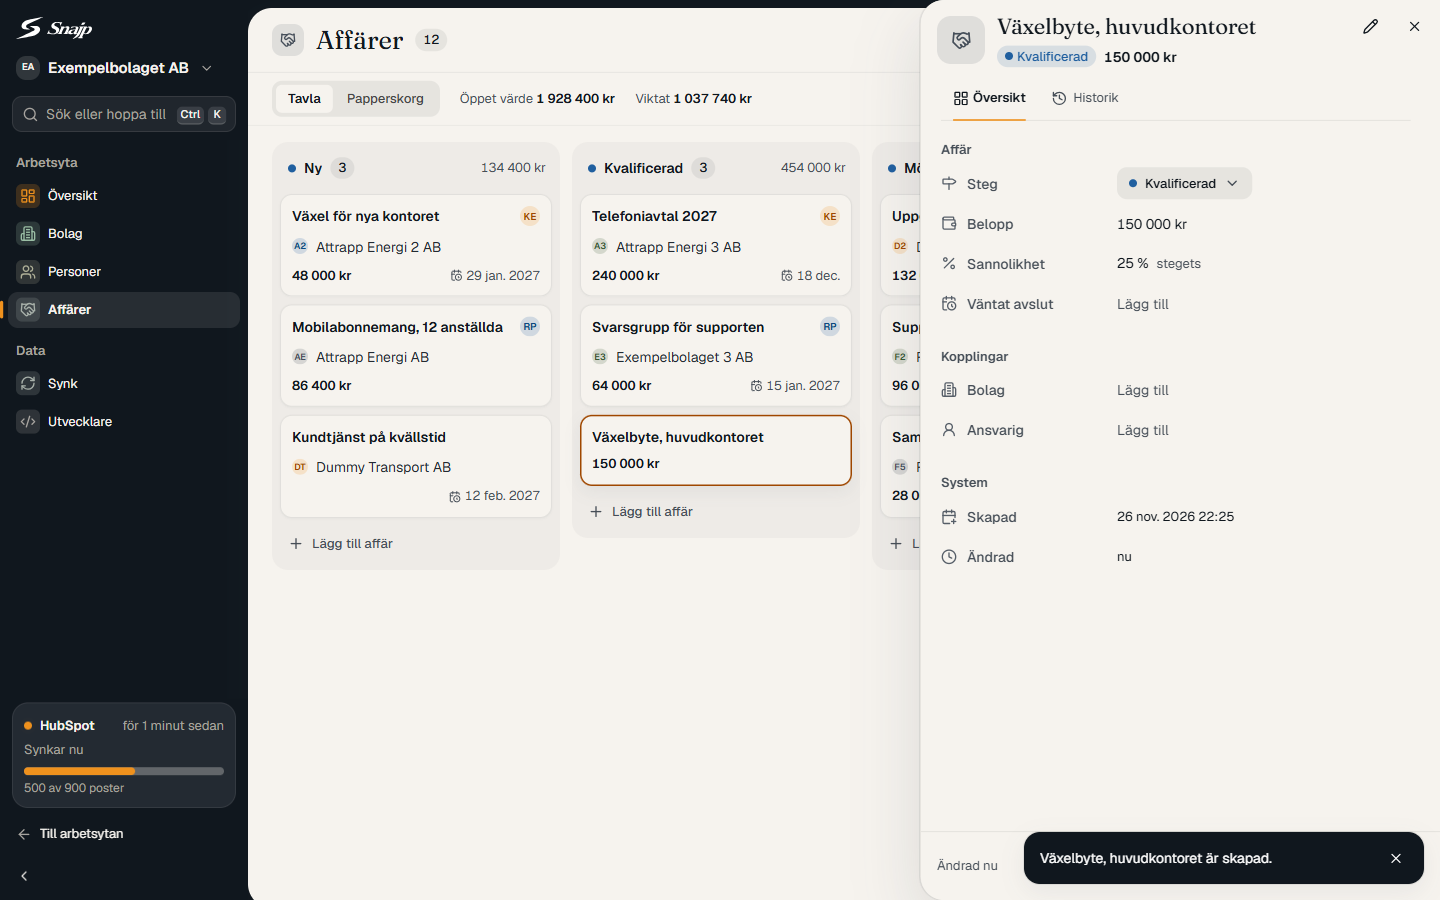 Snajp
EA Exempelbolaget AB
Sök eller hoppa till Ctrl K
Arbetsyta
Översikt
Bolag
Personer
Affärer
Data
Synk
Utvecklare
HubSpot för 1 minut sedan
Synkar nu
500 av 900 poster
Till arbetsytan
Affärer 12
Tavla Papperskorg Öppet värde 1 928 400 kr Viktat 1 037 740 kr
Ny 3 134 400 kr
Växel för nya kontoret KE
A2 Attrapp Energi 2 AB
48 000 kr 29 jan. 2027
Mobilabonnemang, 12 anställda RP
AE Attrapp Energi AB
86 400 kr
Kundtjänst på kvällstid
DT Dummy Transport AB
12 feb. 2027
Lägg till affär
Kvalificerad 3 454 000 kr
Telefoniavtal 2027 KE
A3 Attrapp Energi 3 AB
240 000 kr 18 dec.
Svarsgrupp för supporten RP
E3 Exempelbolaget 3 AB
64 000 kr 15 jan. 2027
Växelbyte, huvudkontoret
150 000 kr
Lägg till affär
D2
132
F2
96 0
Sam
F5
28 0
Växelbyte, huvudkontoret
Kvalificerad 150 000 kr
Översikt Historik
Affär
Steg Kvalificerad
Belopp 150 000 kr
Sannolikhet 25 % stegets
Väntat avslut Lägg till
Kopplingar
Bolag Lägg till
Ansvarig Lägg till
System
Skapad 26 nov. 2026 22:25
Ändrad nu
Ändrad nu
Växelbyte, huvudkontoret är skapad.